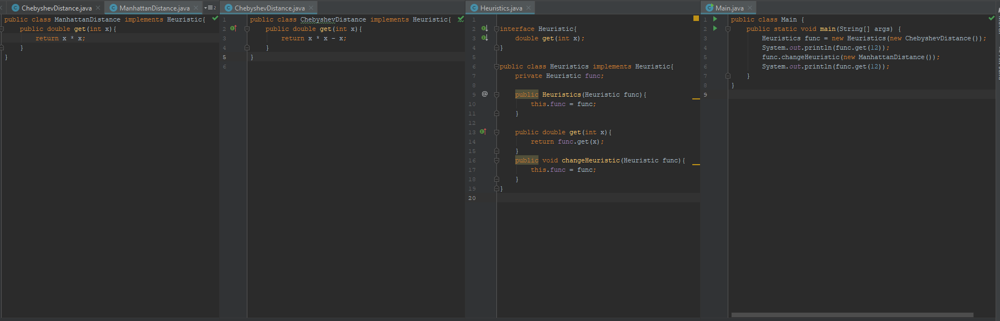 ChebyshevDistance.java
ManhattanDistance.java
2
public class ManhattanDistance implements Heuristic{
public double get(int x){
return x * x;
}
}
ChebyshevDistance.java
1 public class ChebyshevDistance implements Heuristic{
2 public double get(int x){
3 return x * x - x;
4 }
5 }
6
Heuristics.java
1
2 interface Heuristic{
3 double get(int x);
4 }
5
6 public class Heuristics implements Heuristic{
7 private Heuristic func;
8
9 @ public Heuristics(Heuristic func){
10 this.func = func;
11 }
12
13 public double get(int x){
14 return func.get(x);
15 }
16 public void changeHeuristic(Heuristic func){
17 this.func = func;
18 }
19 }
20
Main.java
1 public class Main {
2 public static void main(String[] args) {
3 Heuristics func = new Heuristics(new ChebyshevDistance());
4 System.out.println(func.get(12));
5 func.changeHeuristic(new ManhattanDistance());
6 System.out.println(func.get(12));
7 }
8 }
9